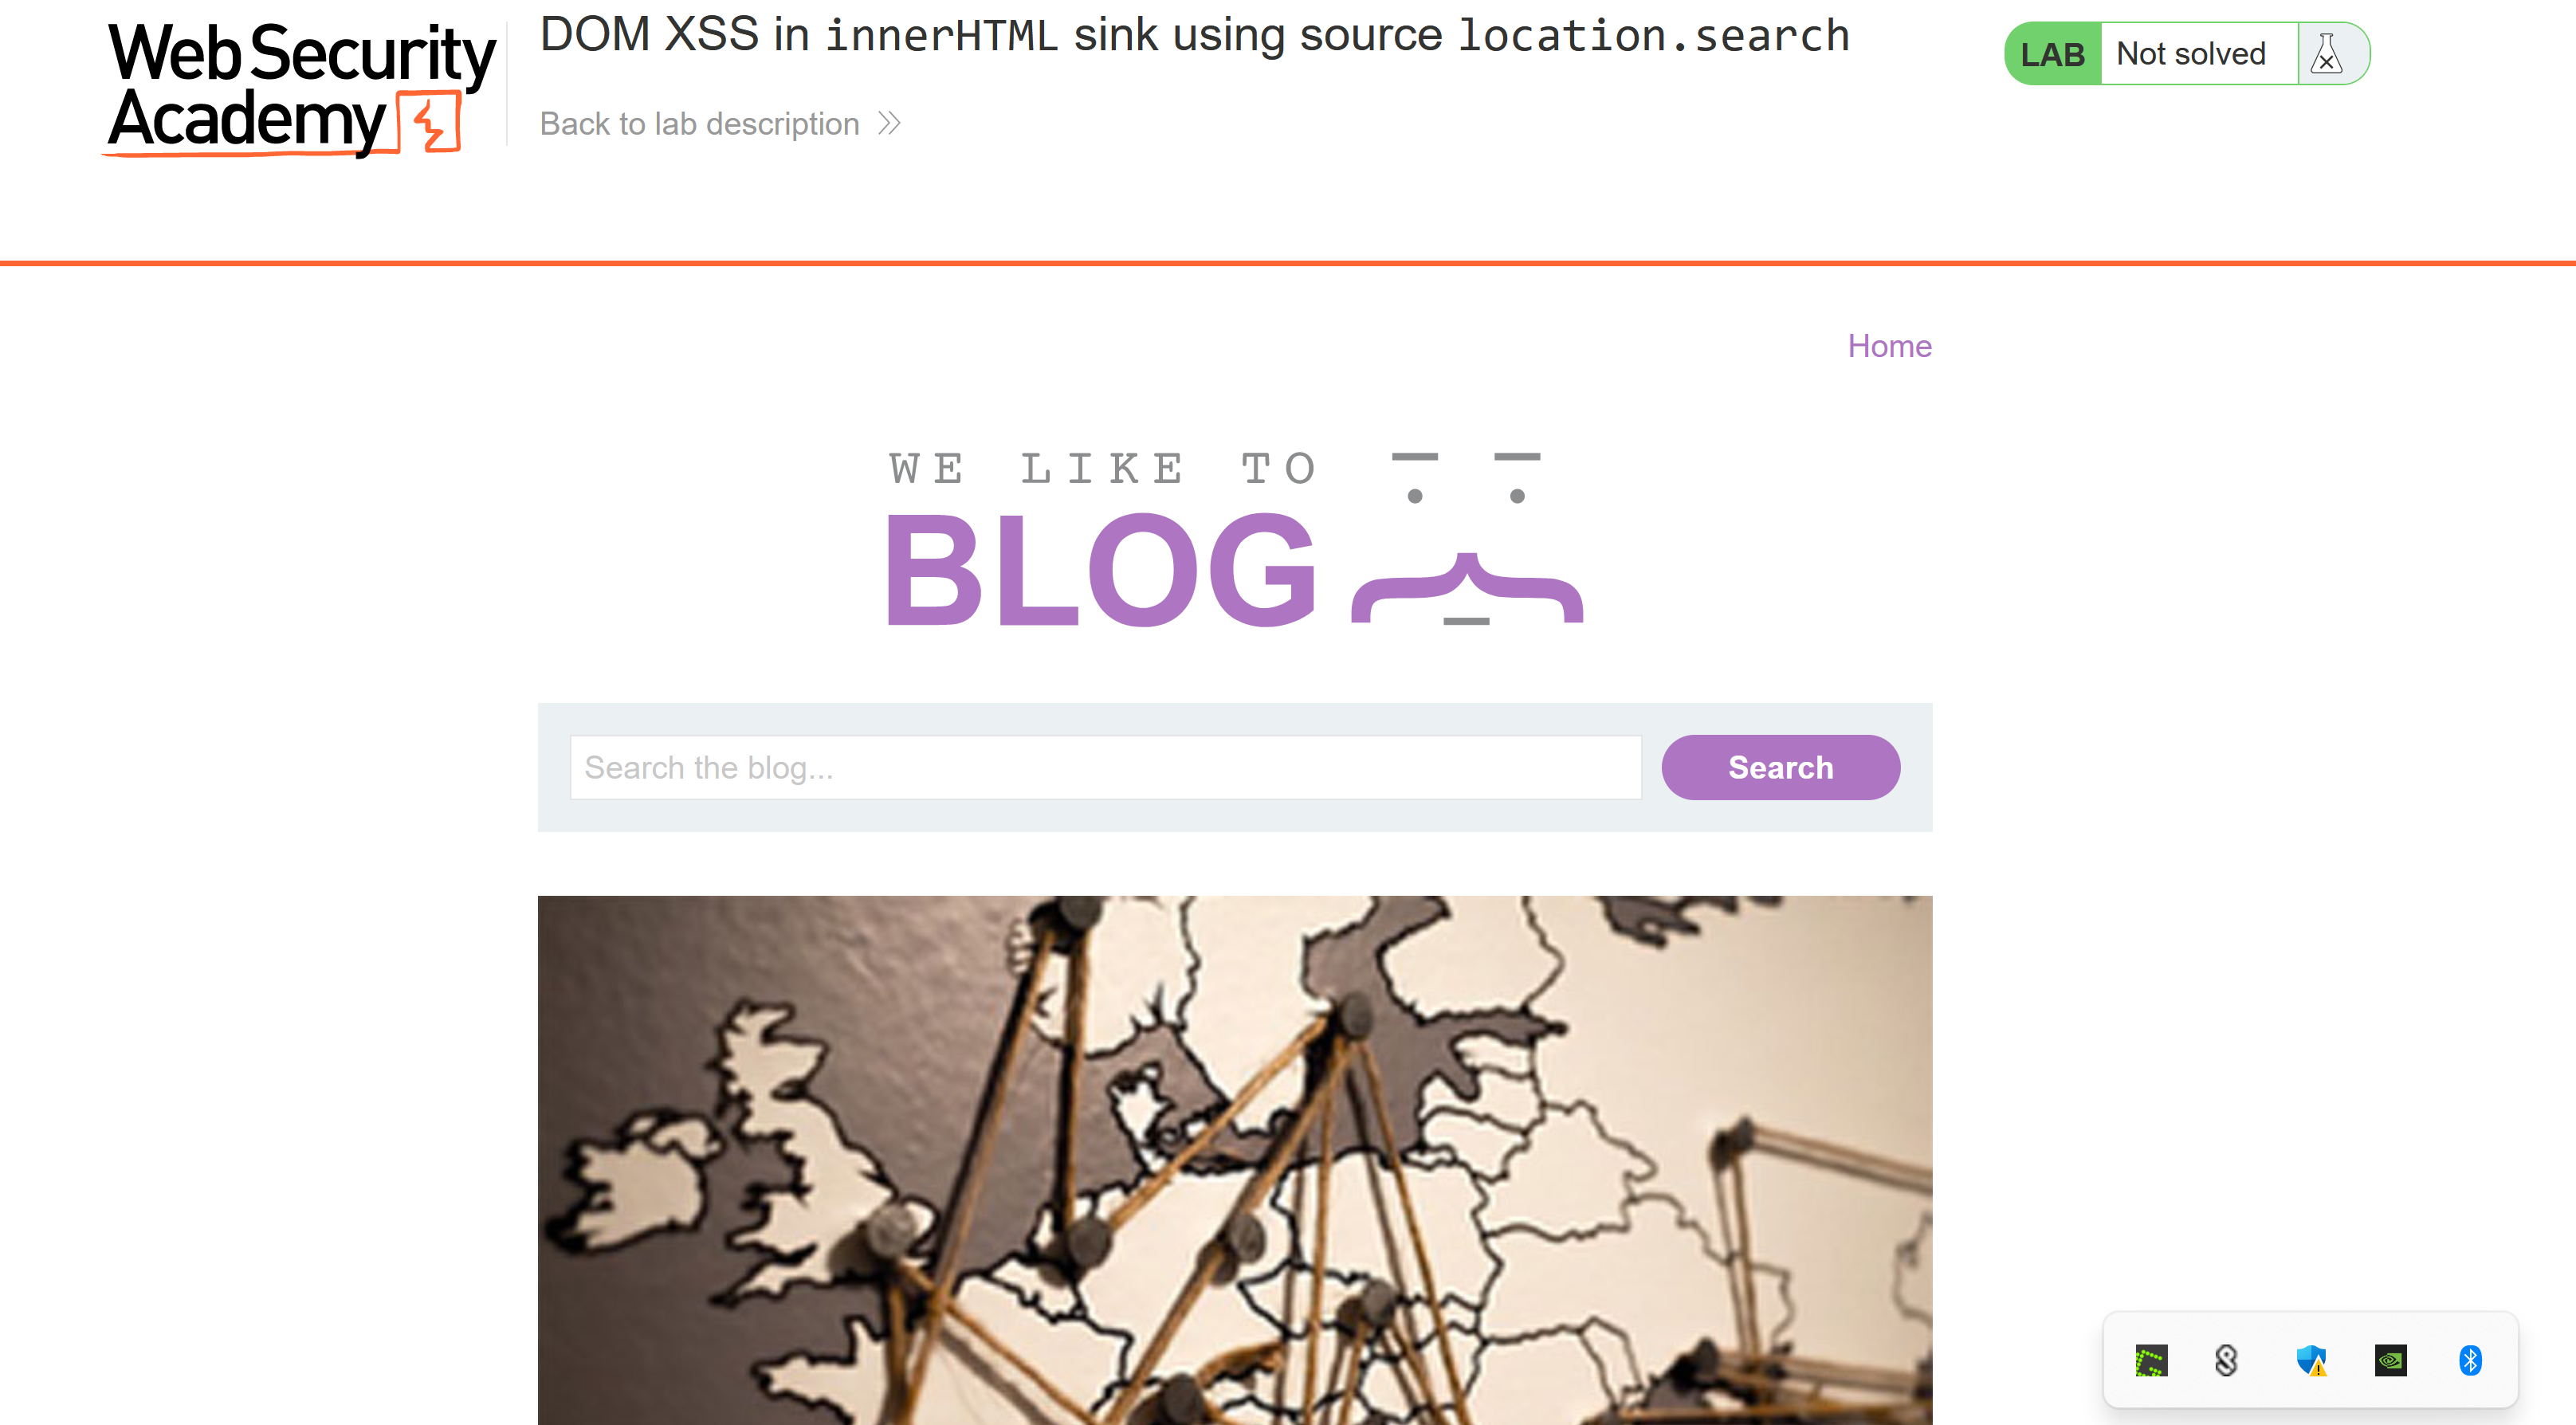 Web Security
Academy
DOM XSS in innerHTML sink using source location.search
Back to lab description
LAB Not solved
Home
WE LIKE TO
BLOG
Search the blog...
Search